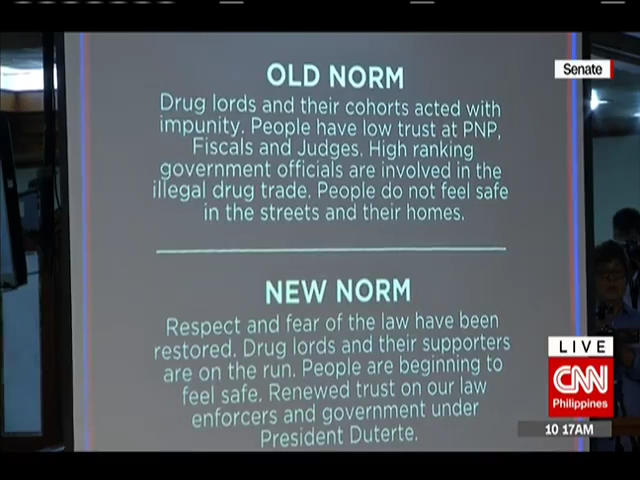 OLD NORM
Drug lords and their cohorts acted with
impunity. People have low trust at PNP,
Fiscals and Judges. High ranking
government officials are involved in the
illegal drug trade. People do not feel safe
in the streets and their homes.
NEW NORM
Respect and fear of the law have been
restored. Drug lords and their supporters
are on the run. People are beginning to
feel safe. Renewed trust on our law
enforcers and government under
President Duterte.
Senate
LIVE
CNN
Philippines
10 17AM